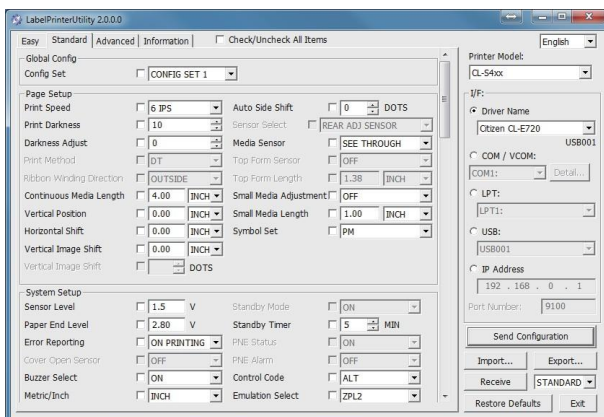 LabelPrinterUtility 2.0.0.0
Easy Standard Advanced Information Check/Uncheck All Items English
Global Config
Config Set CONFIG SET 1
Page Setup
Print Speed 6 IPS Auto Side Shift 0 DOTS
Print Darkness 10 Sensor Select REAR ADJ SENSOR
Darkness Adjust 0 Media Sensor SEE THROUGH
Print Method DT Top Form Sensor OFF
Ribbon Winding Direction OUTSIDE Top Form Length 1.38 INCH
Continuous Media Length 4.00 INCH Small Media Adjustment OFF
Vertical Position 0.00 INCH Small Media Length 1.00 INCH
Horizontal Shift 0.00 INCH Symbol Set PM
Vertical Image Shift 0.00 INCH
Vertical Image Shift DOTS
System Setup
Sensor Level 1.5 V Standby Mode ON
Paper End Level 2.80 V Standby Timer 5 MIN
Error Reporting ON PRINTING PNE Status ON
Cover Open Sensor OFF PNE Alarm OFF
Buzzer Select ON Control Code ALT
Metric/Inch INCH Emulation Select ZPL2
Printer Model:
CL-S4xx
I/F:
Driver Name
Citizen CL-E720
USB001
COM / VCOM:
COM1: Detail...
LPT:
LPT1:
USB:
USB001
IP Address
192 . 168 . 0 . 1
Port Number: 9100
Send Configuration
Import... Export...
Receive STANDARD
Restore Defaults Exit